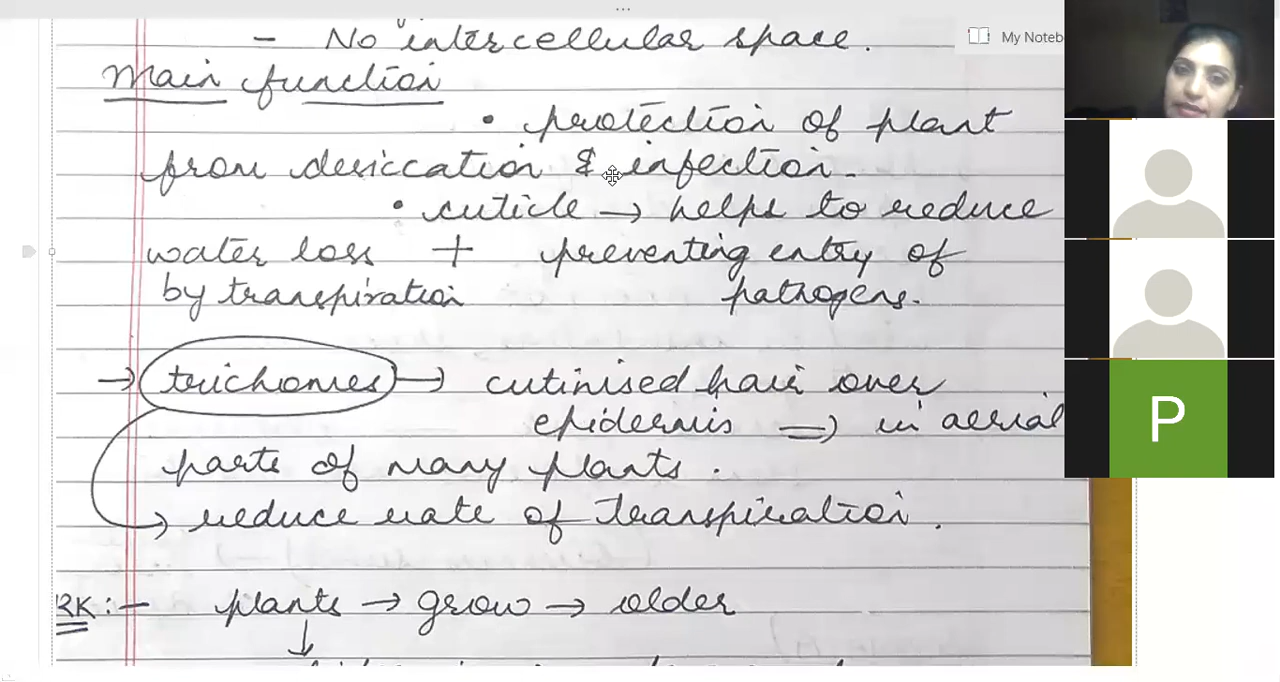 ...
My Noteb
- No intercellular space.
Main function
• protection of plant
from desiccation & infection.
• cuticle → helps to reduce
water loss + preventing entry of
by transpiration pathogens.
→ trichomes → cutinised hair over
epidermis ⇒ in aerial
parts of many plants.
→ reduce rate of transpiration.
RK :- plants → grow → older
↓
P